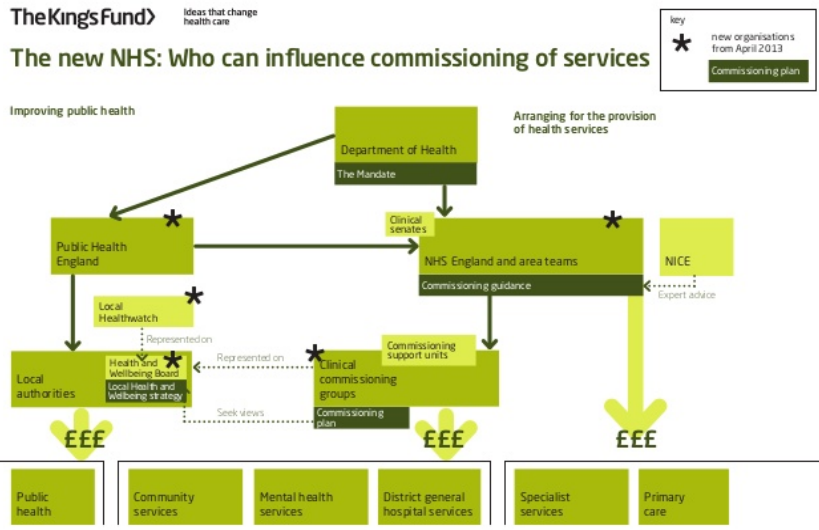 TheKing'sFund>
Ideas that change
health care
key
*
new organisations
from April 2013
Commissioning plan
The new NHS: Who can influence commissioning of services
Improving public health
Arranging for the provision
of health services
Department of Health
The Mandate
*
Public Health
England
Clinical
senates
*
NHS England and area teams
Commissioning guidance
NICE
Expert advice
Local
Healthwatch
*
Represented on
Local
authorities
Health and
Wellbeing Board
*
Local Health and
Wellbeing strategy
Represented on
Seek views
*
Clinical
commissioning
groups
Commissioning
support units
Commissioning
plan
£££
£££
£££
Public
health
Community
services
Mental health
services
District general
hospital services
Specialist
services
Primary
care